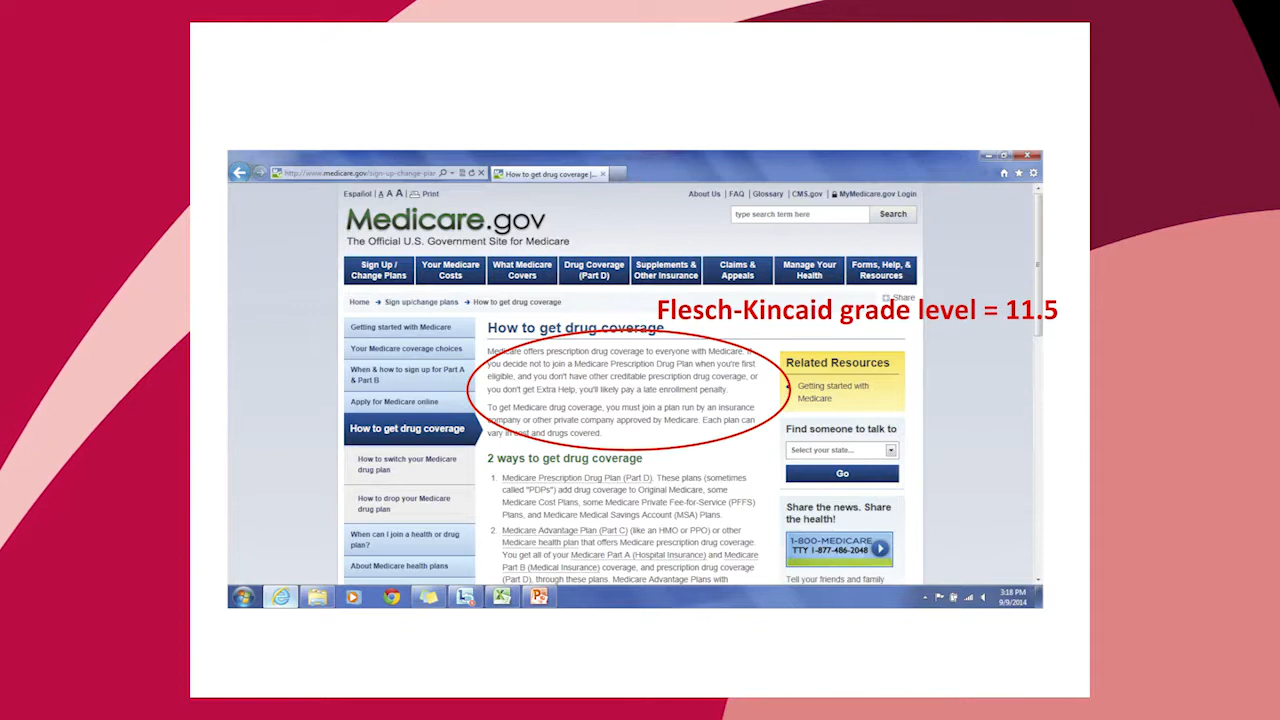 http://www.medicare.gov/sign-up-change-plar
How to get drug coverage |...
Español | A A A | Print
About Us | FAQ | Glossary | CMS.gov | MyMedicare.gov Login
Medicare.gov
The Official U.S. Government Site for Medicare
type search term here
Search
Sign Up / Change Plans
Your Medicare Costs
What Medicare Covers
Drug Coverage (Part D)
Supplements & Other Insurance
Claims & Appeals
Manage Your Health
Forms, Help, & Resources
Home → Sign up/change plans → How to get drug coverage
Share
Flesch-Kincaid grade level = 11.5
Getting started with Medicare
Your Medicare coverage choices
When & how to sign up for Part A
& Part B
Apply for Medicare online
How to get drug coverage
How to switch your Medicare
drug plan
How to drop your Medicare
drug plan
When can I join a health or drug
plan?
About Medicare health plans
How to get drug coverage
Medicare offers prescription drug coverage to everyone with Medicare. If
you decide not to join a Medicare Prescription Drug Plan when you're first
eligible, and you don't have other creditable prescription drug coverage, or
you don't get Extra Help, you'll likely pay a late enrollment penalty.
To get Medicare drug coverage, you must join a plan run by an insurance
company or other private company approved by Medicare. Each plan can
vary in cost and drugs covered.
2 ways to get drug coverage
1. Medicare Prescription Drug Plan (Part D). These plans (sometimes
called "PDPs") add drug coverage to Original Medicare, some
Medicare Cost Plans, some Medicare Private Fee-for-Service (PFFS)
Plans, and Medicare Medical Savings Account (MSA) Plans.
2. Medicare Advantage Plan (Part C) (like an HMO or PPO) or other
Medicare health plan that offers Medicare prescription drug coverage.
You get all of your Medicare Part A (Hospital Insurance) and Medicare
Part B (Medical Insurance) coverage, and prescription drug coverage
(Part D), through these plans. Medicare Advantage Plans with
Related Resources
Getting started with
Medicare
Find someone to talk to
Select your state...
Go
Share the news. Share
the health!
1-800-MEDICARE
TTY 1-877-486-2048
Tell your friends and family
3:18 PM
9/9/2014